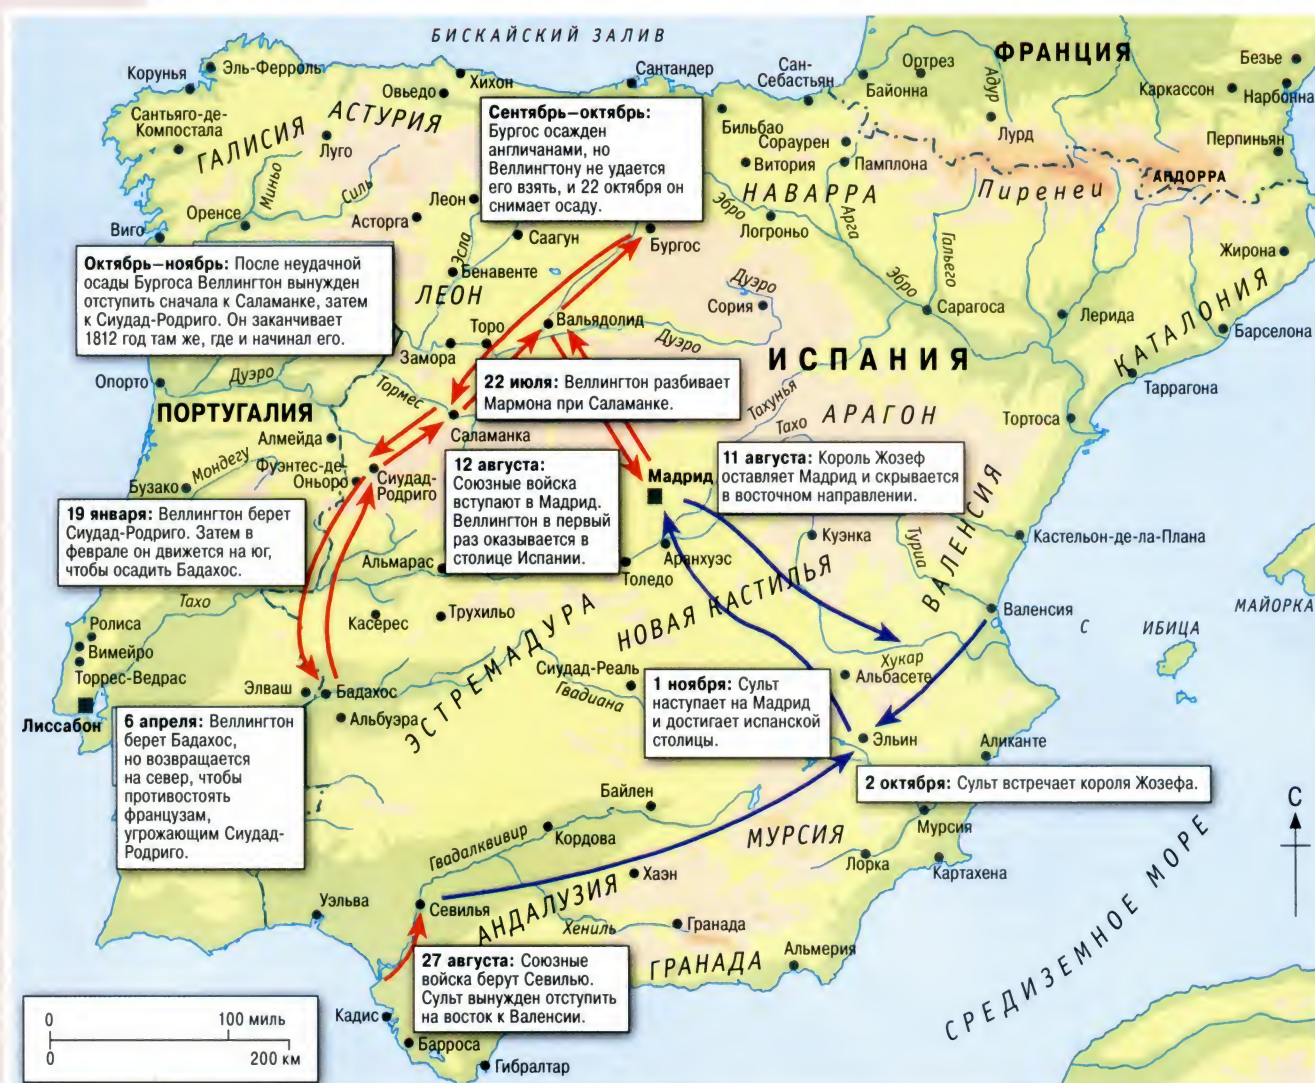 БИСКАЙСКИЙ ЗАЛИВ
ФРАНЦИЯ
Корунья
Эль-Ферроль
Хихон
Овьедо
Сантандер
Сан-
Себастьян
Байонна
Ортрез
Адур
Лурд
Безье
Каркассон
Нарбонна
Перпиньян
Сантьяго-де-
Компостала
ГАЛИСИЯ
АСТУРИЯ
Луго
Миньо
Силь
Оренсе
Виго
Асторга
Леон
Эсла
Саагун
Бенавенте
ЛЕОН
Сентябрь–октябрь:
Бургос осажден
англичанами, но
Веллингтону не удается
его взять, и 22 октября он
снимает осаду.
Бильбао
Сораурен
Витория
Памплона
НАВАРРА
Пиренеи
АНДОРРА
Эбро
Логроньо
Арга
Гальего
Эбро
Бургос
Жирона
Октябрь–ноябрь: После неудачной
осады Бургоса Веллингтон вынужден
отступить сначала к Саламанке, затем
к Сиудад-Родриго. Он заканчивает
1812 год там же, где и начинал его.
Дуэро
Сория
Сарагоса
Лерида
КАТАЛОНИЯ
Барселона
Таррагона
Тортоса
Вальядолид
Торо
Замора
Дуэро
ИСПАНИЯ
Опорто
Дуэро
Тормес
22 июля: Веллингтон разбивает
Мармона при Саламанке.
Тахунья
Тахо
АРАГОН
ПОРТУГАЛИЯ
Алмейда
Мондегу
Фуэнтес-де-
Оньоро
Бузако
Саламанка
Сиудад-
Родриго
12 августа:
Союзные войска
вступают в Мадрид.
Веллингтон в первый
раз оказывается в
столице Испании.
Мадрид
11 августа: Король Жозеф
оставляет Мадрид и скрывается
в восточном направлении.
19 января: Веллингтон берет
Сиудад-Родриго. Затем в
феврале он движется на юг,
чтобы осадить Бадахос.
Альмарас
Толедо
Аранхуэс
Куэнка
Турия
ВАЛЕНСИЯ
Кастельон-де-ла-Плана
Валенсия
С
ИБИЦА
МАЙОРКА
Тахо
Касерес
Трухильо
ЭСТРЕМАДУРА
НОВАЯ КАСТИЛЬЯ
Ролиса
Вимейро
Торрес-Ведрас
Лиссабон
Элваш
Бадахос
Альбуэра
Сиудад-Реаль
Гвадиана
Хукар
Альбасете
1 ноября: Сульт
наступает на Мадрид
и достигает испанской
столицы.
Эльин
Аликанте
2 октября: Сульт встречает короля Жозефа.
6 апреля: Веллингтон
берет Бадахос,
но возвращается
на север, чтобы
противостоять
французам,
угрожающим Сиудад-
Родриго.
Байлен
Гвадалквивир
Кордова
МУРСИЯ
Мурсия
Лорка
Картахена
Хаэн
Уэльва
Севилья
АНДАЛУЗИЯ
Хениль
Гранада
ГРАНАДА
Альмерия
27 августа: Союзные
войска берут Севилью.
Сульт вынужден отступить
на восток к Валенсии.
Кадис
Барроса
Гибралтар
СРЕДИЗЕМНОЕ МОРЕ
С
0 100 миль
0 200 км